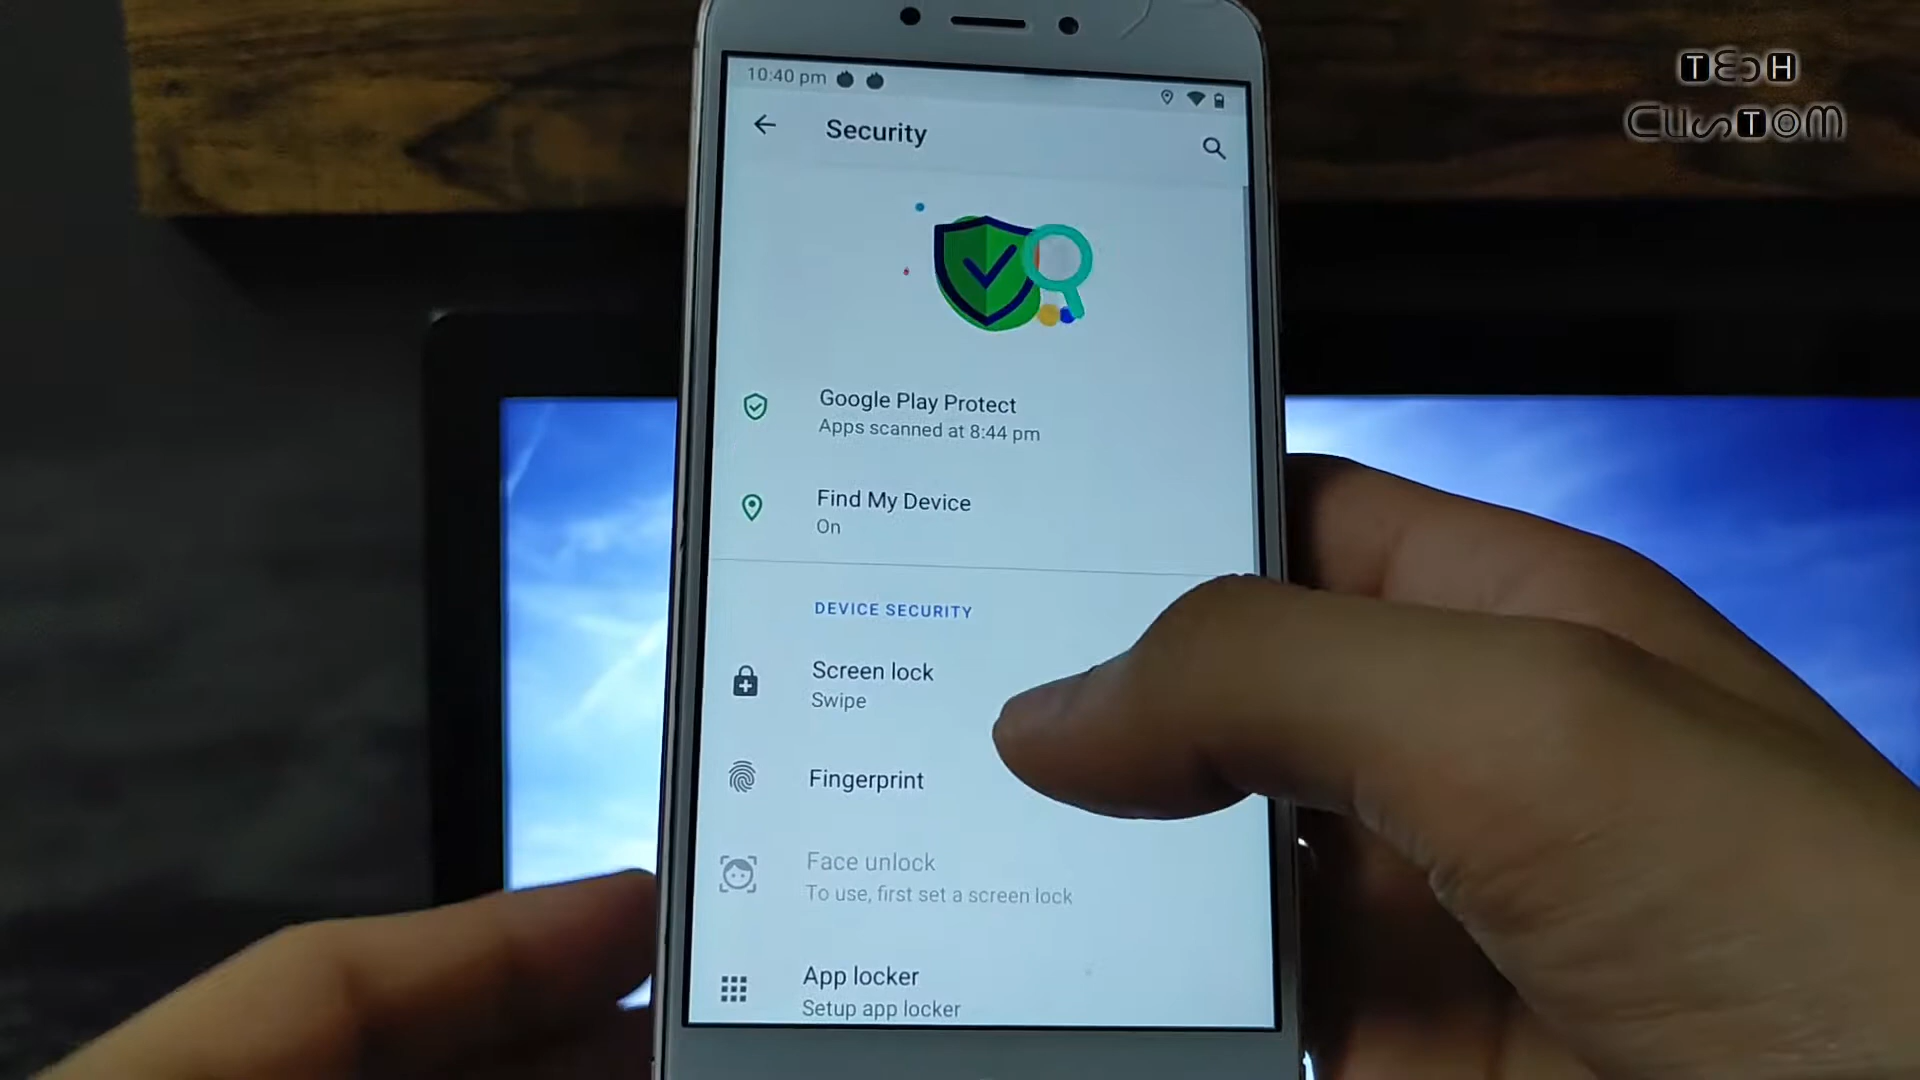 TECH
CUSTOM
10:40 pm
Security
Google Play Protect
Apps scanned at 8:44 pm
Find My Device
On
DEVICE SECURITY
Screen lock
Swipe
Fingerprint
Face unlock
To use, first set a screen lock
App locker
Setup app locker